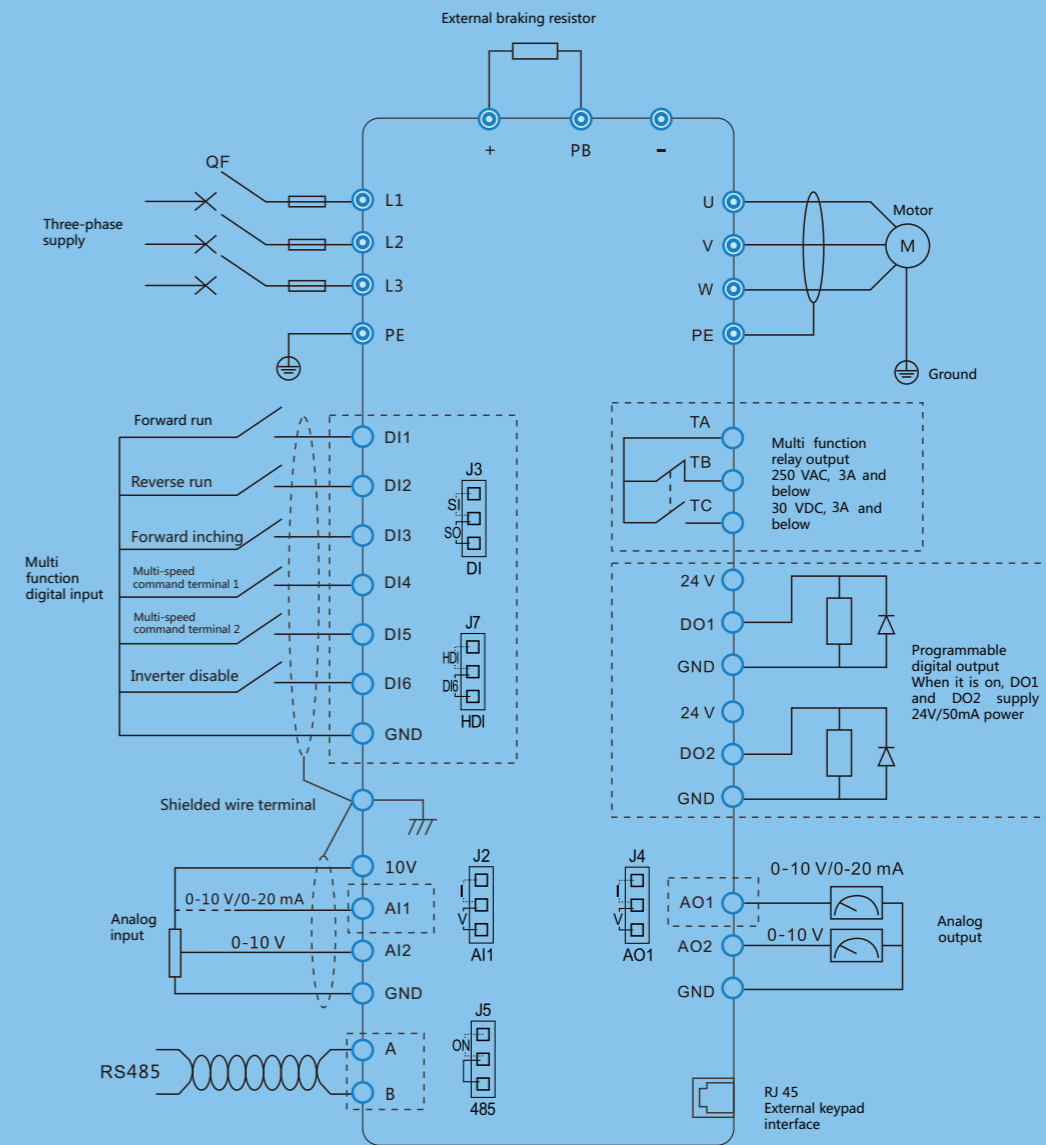 External braking resistor
+
PB
-
QF
L1
L2
L3
PE
Three-phase
supply
U
V
W
PE
Motor
M
Ground
Forward run
Reverse run
Forward inching
Multi-speed
command terminal 1
Multi-speed
command terminal 2
Inverter disable
Multi
function
digital input
DI1
DI2
DI3
DI4
DI5
DI6
GND
J3
SI
SO
DI
J7
HDI
DI6
HDI
TA
TB
TC
Multi function
relay output
250 VAC, 3A and
below
30 VDC, 3A and
below
24 V
DO1
GND
24 V
DO2
GND
Programmable
digital output
When it is on, DO1
and DO2 supply
24V/50mA power
Shielded wire terminal
10V
0-10 V/0-20 mA
AI1
Analog
input
0-10 V
AI2
GND
J2
I
V
AI1
J4
I
V
AO1
AO1
0-10 V/0-20 mA
AO2
0-10 V
GND
Analog
output
RS485
A
B
J5
ON
485
RJ 45
External keypad
interface